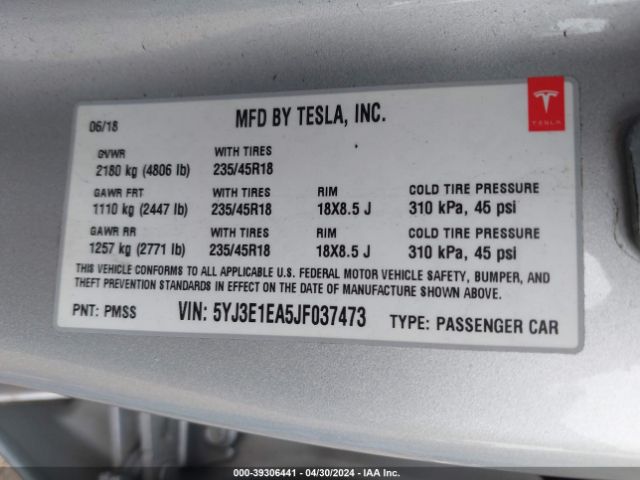 06/18 MFD BY TESLA, INC. TESLA
GVWR WITH TIRES
2180 kg (4806 lb) 235/45R18
GAWR FRT WITH TIRES RIM COLD TIRE PRESSURE
1110 kg (2447 lb) 235/45R18 18X8.5 J 310 kPa, 45 psi
GAWR RR WITH TIRES RIM COLD TIRE PRESSURE
1257 kg (2771 lb) 235/45R18 18X8.5 J 310 kPa, 45 psi
THIS VEHICLE CONFORMS TO ALL APPLICABLE U.S. FEDERAL MOTOR VEHICLE SAFETY, BUMPER, AND
THEFT PREVENTION STANDARDS IN EFFECT ON THE DATE OF MANUFACTURE SHOWN ABOVE.
PNT: PMSS VIN: 5YJ3E1EA5JF037473 TYPE: PASSENGER CAR
000-39306441 - 04/30/2024 - IAA Inc.